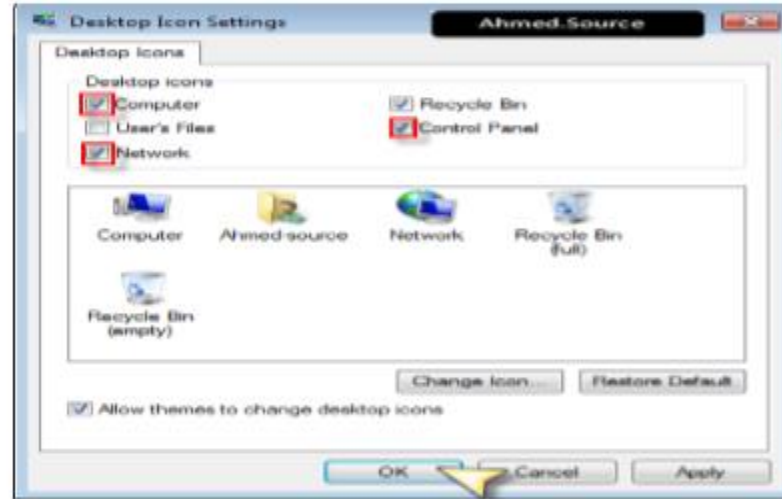 Desktop Icon Settings
Ahmed.Source
Desktop Icons
Desktop icons
Computer
Recycle Bin
User's Files
Control Panel
Network
Computer
Ahmed-source
Network
Recycle Bin
(full)
Recycle Bin
(empty)
Change Icon...
Restore Default
Allow themes to change desktop icons
OK
Cancel
Apply